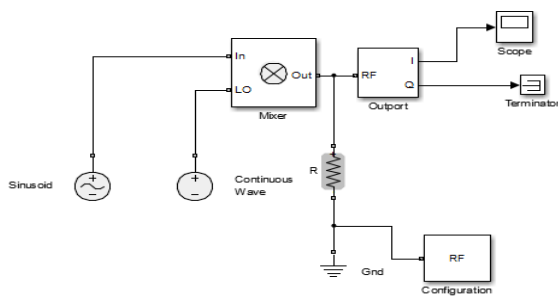 Scope
In
LO
Out
Mixer
RF
I
Q
Outport
Terminator
Sinusoid
Continuous
Wave
R
Gnd
RF
Configuration